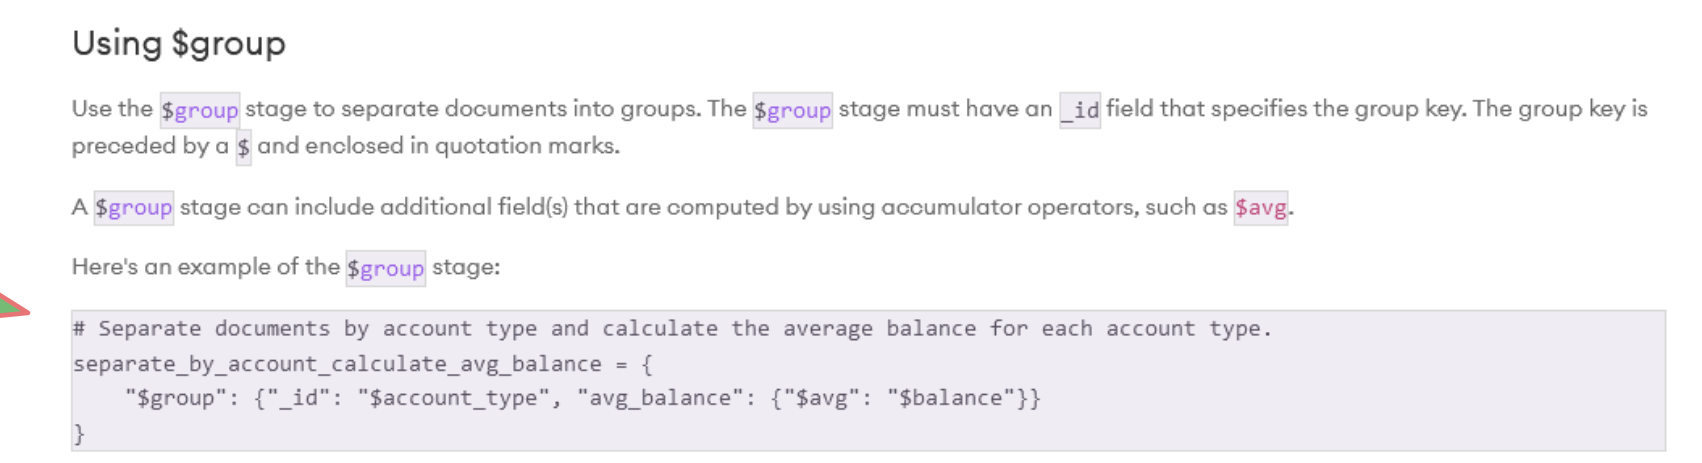 Using $group
Use the $group stage to separate documents into groups. The $group stage must have an _id field that specifies the group key. The group key is
preceded by a $ and enclosed in quotation marks.
A $group stage can include additional field(s) that are computed by using accumulator operators, such as $avg.
Here's an example of the $group stage:
# Separate documents by account type and calculate the average balance for each account type.
separate_by_account_calculate_avg_balance = {
    "$group": {"_id": "$account_type", "avg_balance": {"$avg": "$balance"}}
}